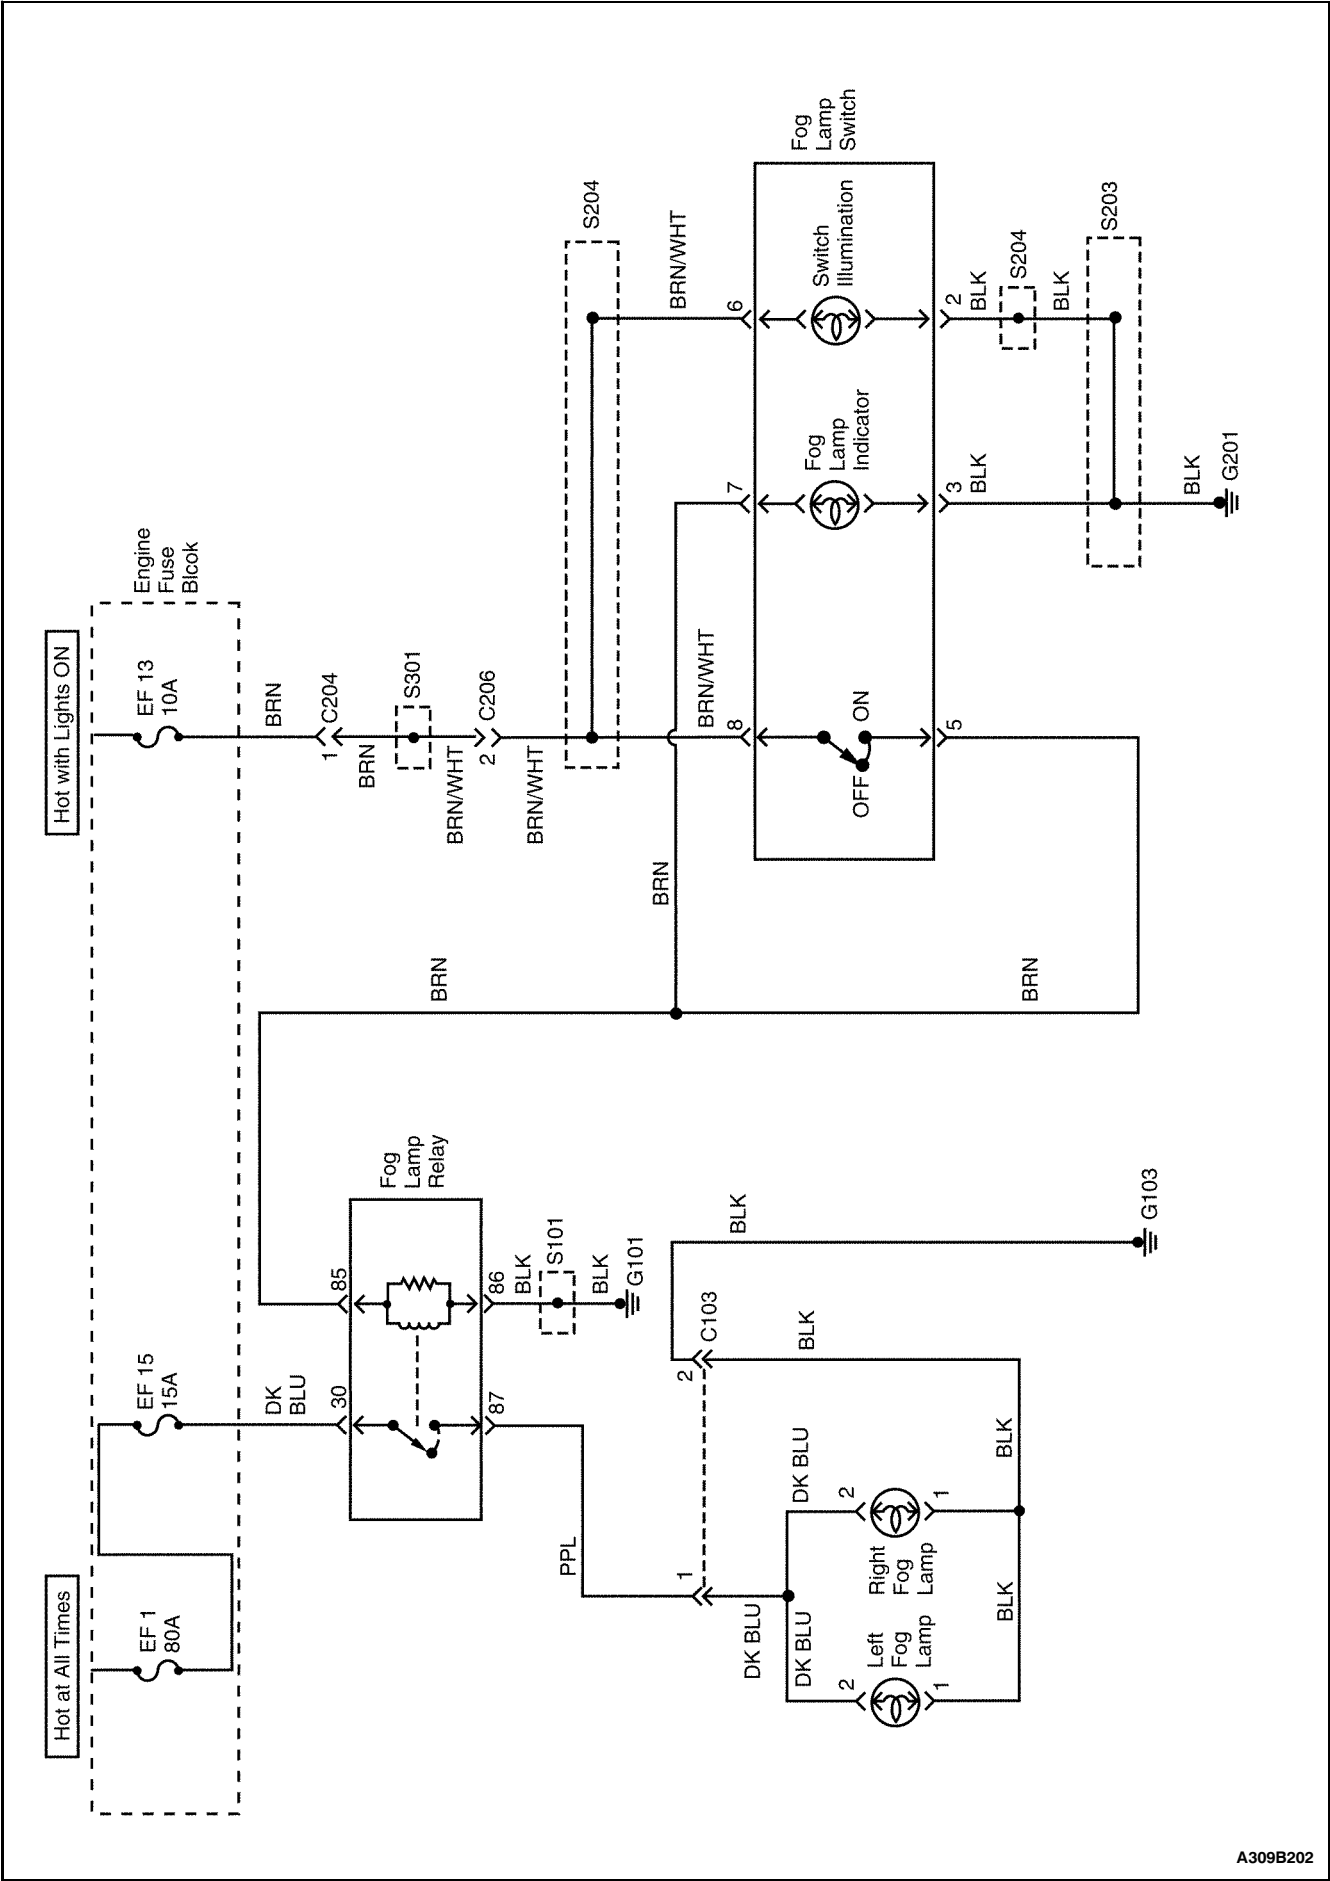 Hot at All Times
Hot with Lights ON
EF 1
80A
EF 15
15A
EF 13
10A
Engine
Fuse
Blcok
DK
BLU
BRN
1
C204
BRN
S301
BRN/WHT
2
C206
BRN/WHT
S204
30
85
Fog
Lamp
Relay
87
86
BLK
S101
BLK
G101
BRN
BRN
BRN/WHT
BRN/WHT
8
7
6
Fog
Lamp
Switch
OFF
ON
Fog
Lamp
Indicator
Switch
Illumination
5
3
2
BLK
BLK
S204
BLK
S203
BRN
BLK
G201
PPL
1
2
C103
BLK
DK BLU
DK BLU
DK BLU
BLK
2
2
Left
Fog
Lamp
Right
Fog
Lamp
1
1
BLK
BLK
G103
A309B202